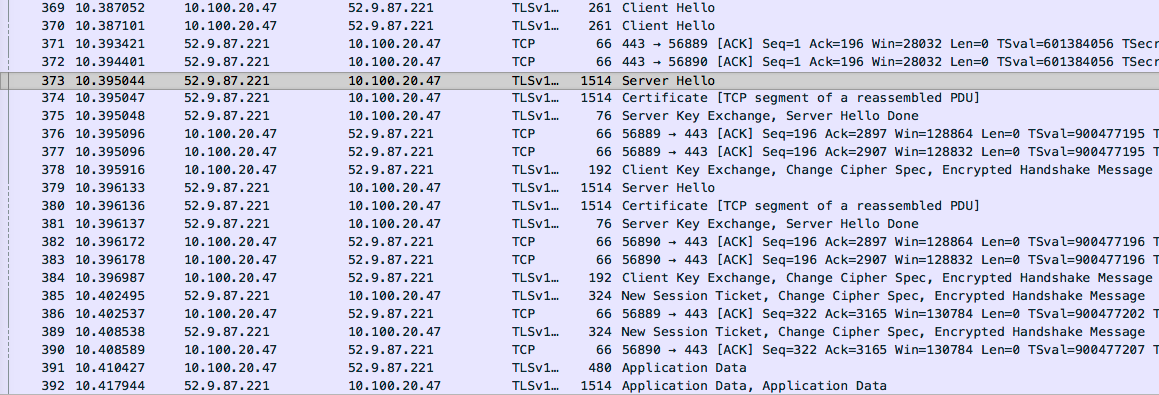 369 10.387052 10.100.20.47 52.9.87.221 TLSv1… 261 Client Hello
370 10.387101 10.100.20.47 52.9.87.221 TLSv1… 261 Client Hello
371 10.393421 52.9.87.221 10.100.20.47 TCP 66 443 → 56889 [ACK] Seq=1 Ack=196 Win=28032 Len=0 TSval=601384056 TSecr
372 10.394401 52.9.87.221 10.100.20.47 TCP 66 443 → 56890 [ACK] Seq=1 Ack=196 Win=28032 Len=0 TSval=601384056 TSecr
373 10.395044 52.9.87.221 10.100.20.47 TLSv1… 1514 Server Hello
374 10.395047 52.9.87.221 10.100.20.47 TLSv1… 1514 Certificate [TCP segment of a reassembled PDU]
375 10.395048 52.9.87.221 10.100.20.47 TLSv1… 76 Server Key Exchange, Server Hello Done
376 10.395096 10.100.20.47 52.9.87.221 TCP 66 56889 → 443 [ACK] Seq=196 Ack=2897 Win=128864 Len=0 TSval=900477195 T
377 10.395096 10.100.20.47 52.9.87.221 TCP 66 56889 → 443 [ACK] Seq=196 Ack=2907 Win=128832 Len=0 TSval=900477195 T
378 10.395916 10.100.20.47 52.9.87.221 TLSv1… 192 Client Key Exchange, Change Cipher Spec, Encrypted Handshake Message
379 10.396133 52.9.87.221 10.100.20.47 TLSv1… 1514 Server Hello
380 10.396136 52.9.87.221 10.100.20.47 TLSv1… 1514 Certificate [TCP segment of a reassembled PDU]
381 10.396137 52.9.87.221 10.100.20.47 TLSv1… 76 Server Key Exchange, Server Hello Done
382 10.396172 10.100.20.47 52.9.87.221 TCP 66 56890 → 443 [ACK] Seq=196 Ack=2897 Win=128864 Len=0 TSval=900477196 T
383 10.396178 10.100.20.47 52.9.87.221 TCP 66 56890 → 443 [ACK] Seq=196 Ack=2907 Win=128832 Len=0 TSval=900477196 T
384 10.396987 10.100.20.47 52.9.87.221 TLSv1… 192 Client Key Exchange, Change Cipher Spec, Encrypted Handshake Message
385 10.402495 52.9.87.221 10.100.20.47 TLSv1… 324 New Session Ticket, Change Cipher Spec, Encrypted Handshake Message
386 10.402537 10.100.20.47 52.9.87.221 TCP 66 56889 → 443 [ACK] Seq=322 Ack=3165 Win=130784 Len=0 TSval=900477202 T
389 10.408538 52.9.87.221 10.100.20.47 TLSv1… 324 New Session Ticket, Change Cipher Spec, Encrypted Handshake Message
390 10.408589 10.100.20.47 52.9.87.221 TCP 66 56890 → 443 [ACK] Seq=322 Ack=3165 Win=130784 Len=0 TSval=900477207 T
391 10.410427 10.100.20.47 52.9.87.221 TLSv1… 480 Application Data
392 10.417944 52.9.87.221 10.100.20.47 TLSv1… 1514 Application Data, Application Data